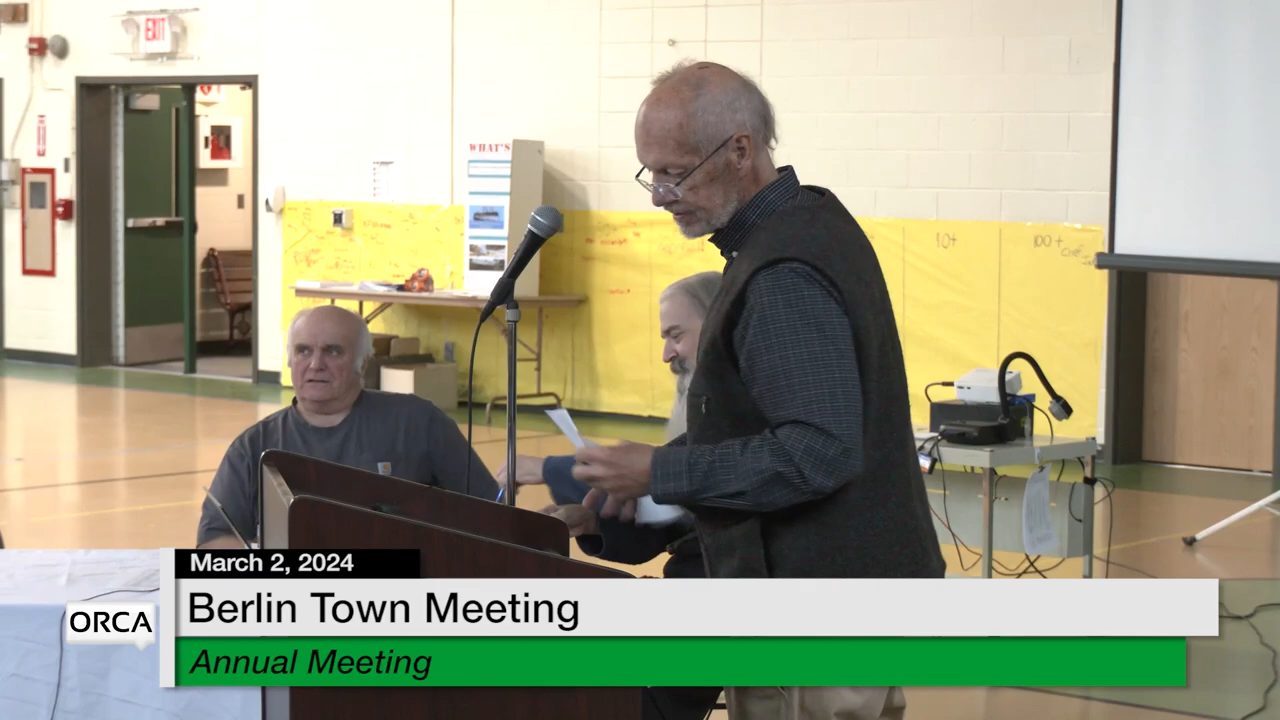 EXIT
WHAT'S
10+
100+
March 2, 2024
Berlin Town Meeting
ORCA
Annual Meeting